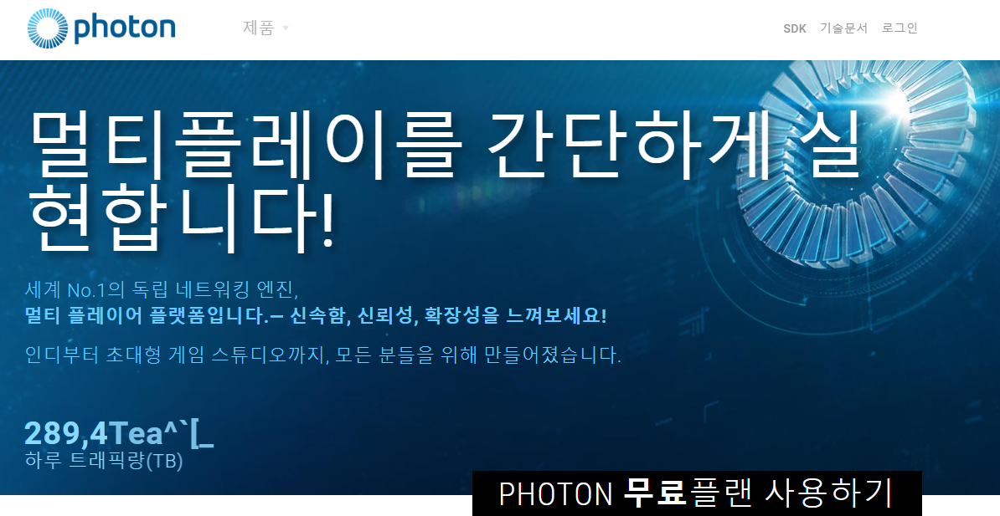 photon
제품
SDK 기술문서 로그인
멀티플레이를 간단하게 실
현합니다!
세계 No.1의 독립 네트워킹 엔진,
멀티 플레이어 플랫폼입니다.— 신속함, 신뢰성, 확장성을 느껴보세요!
인디부터 초대형 게임 스튜디오까지, 모든 분들을 위해 만들어졌습니다.
289,4Tea^`[_
하루 트래픽량(TB)
PHOTON 무료플랜 사용하기